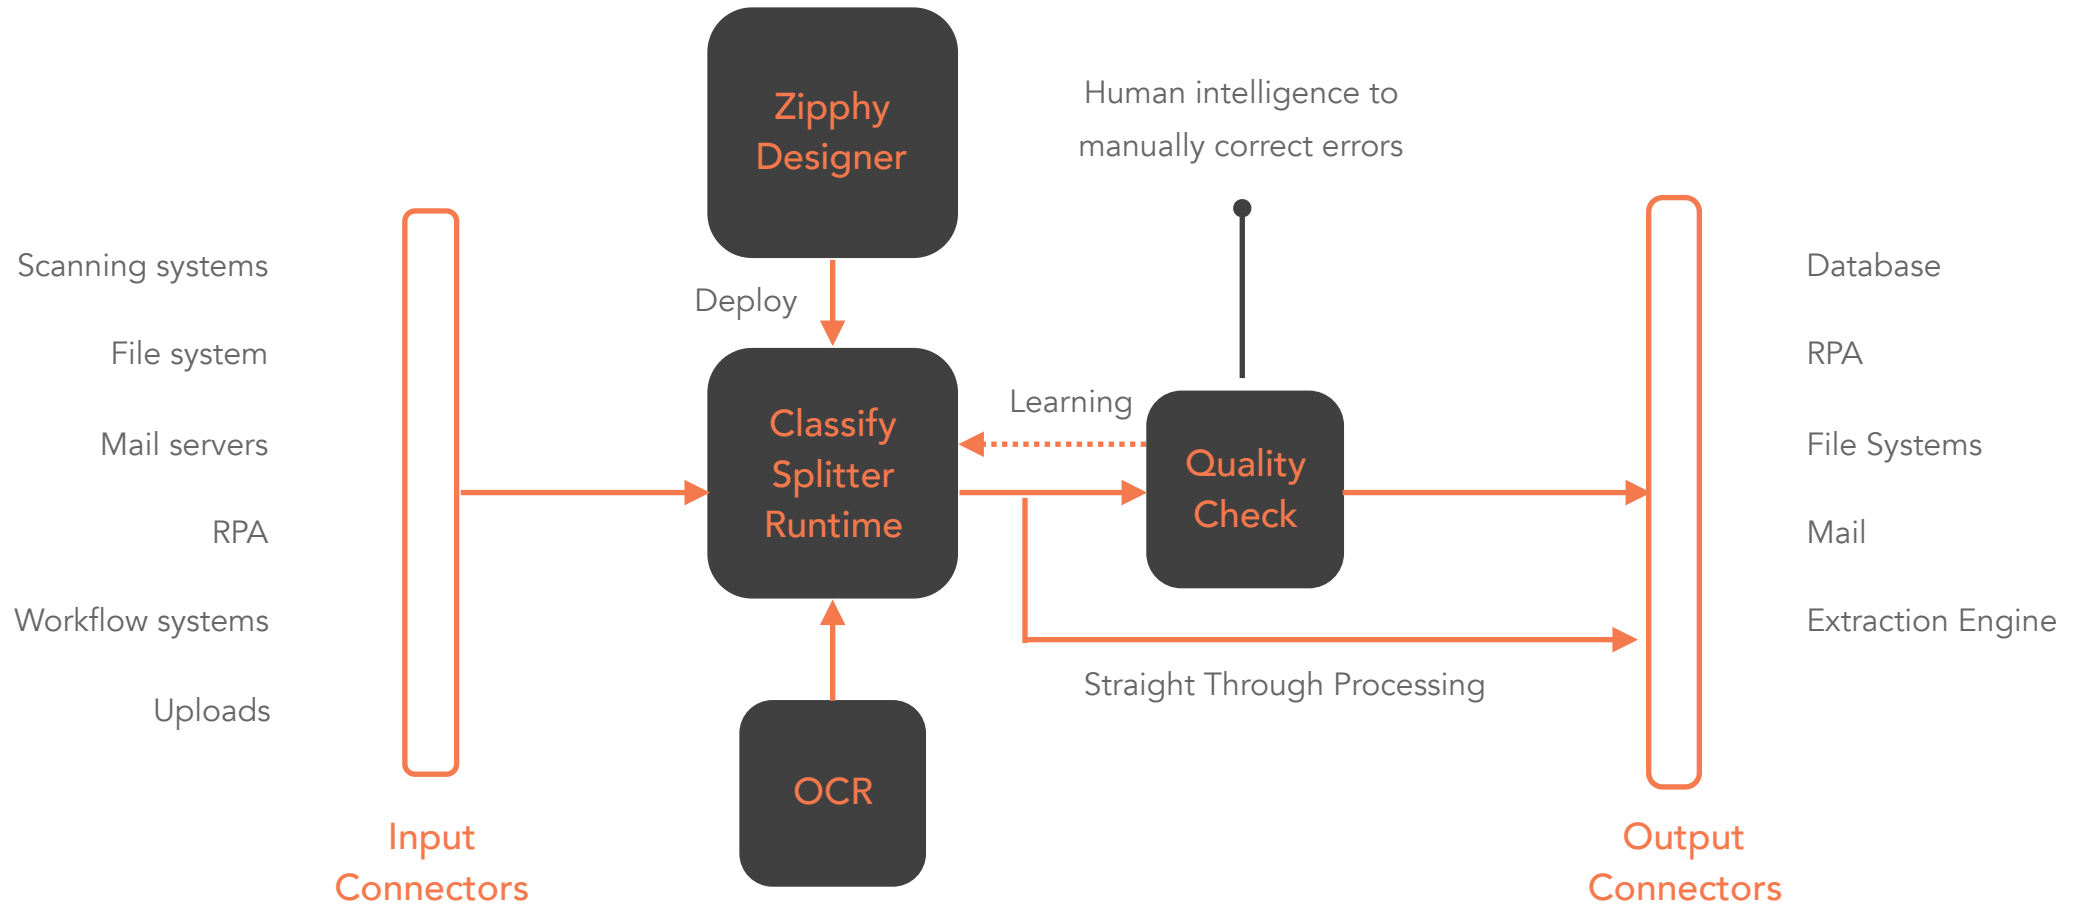 Zipphy
Designer
Human intelligence to
manually correct errors
Scanning systems
File system
Mail servers
RPA
Workflow systems
Uploads
Input
Connectors
Deploy
Classify
Splitter
Runtime
OCR
Learning
Quality
Check
Straight Through Processing
Database
RPA
File Systems
Mail
Extraction Engine
Output
Connectors